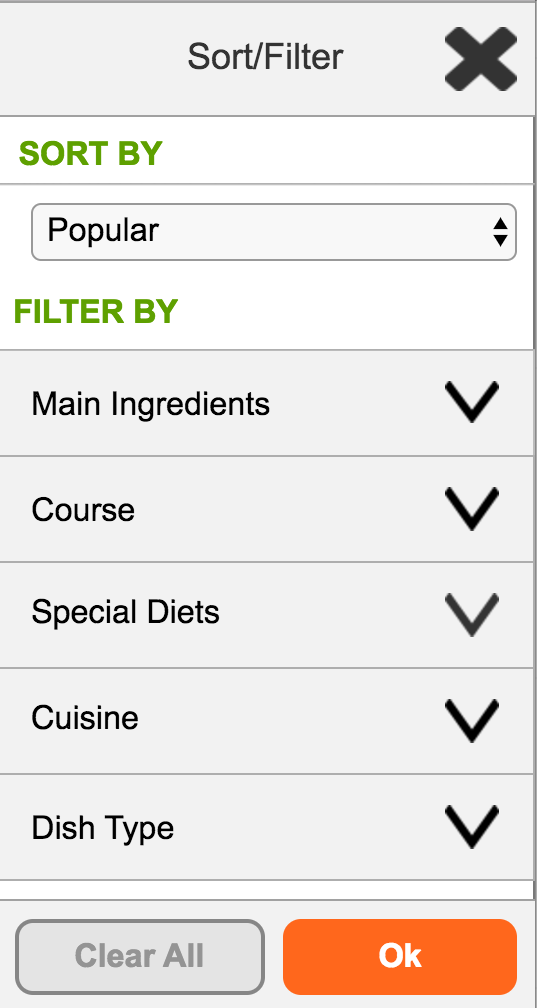 Sort/Filter
SORT BY
Popular
FILTER BY
Main Ingredients
Course
Special Diets
Cuisine
Dish Type
Clear All
Ok